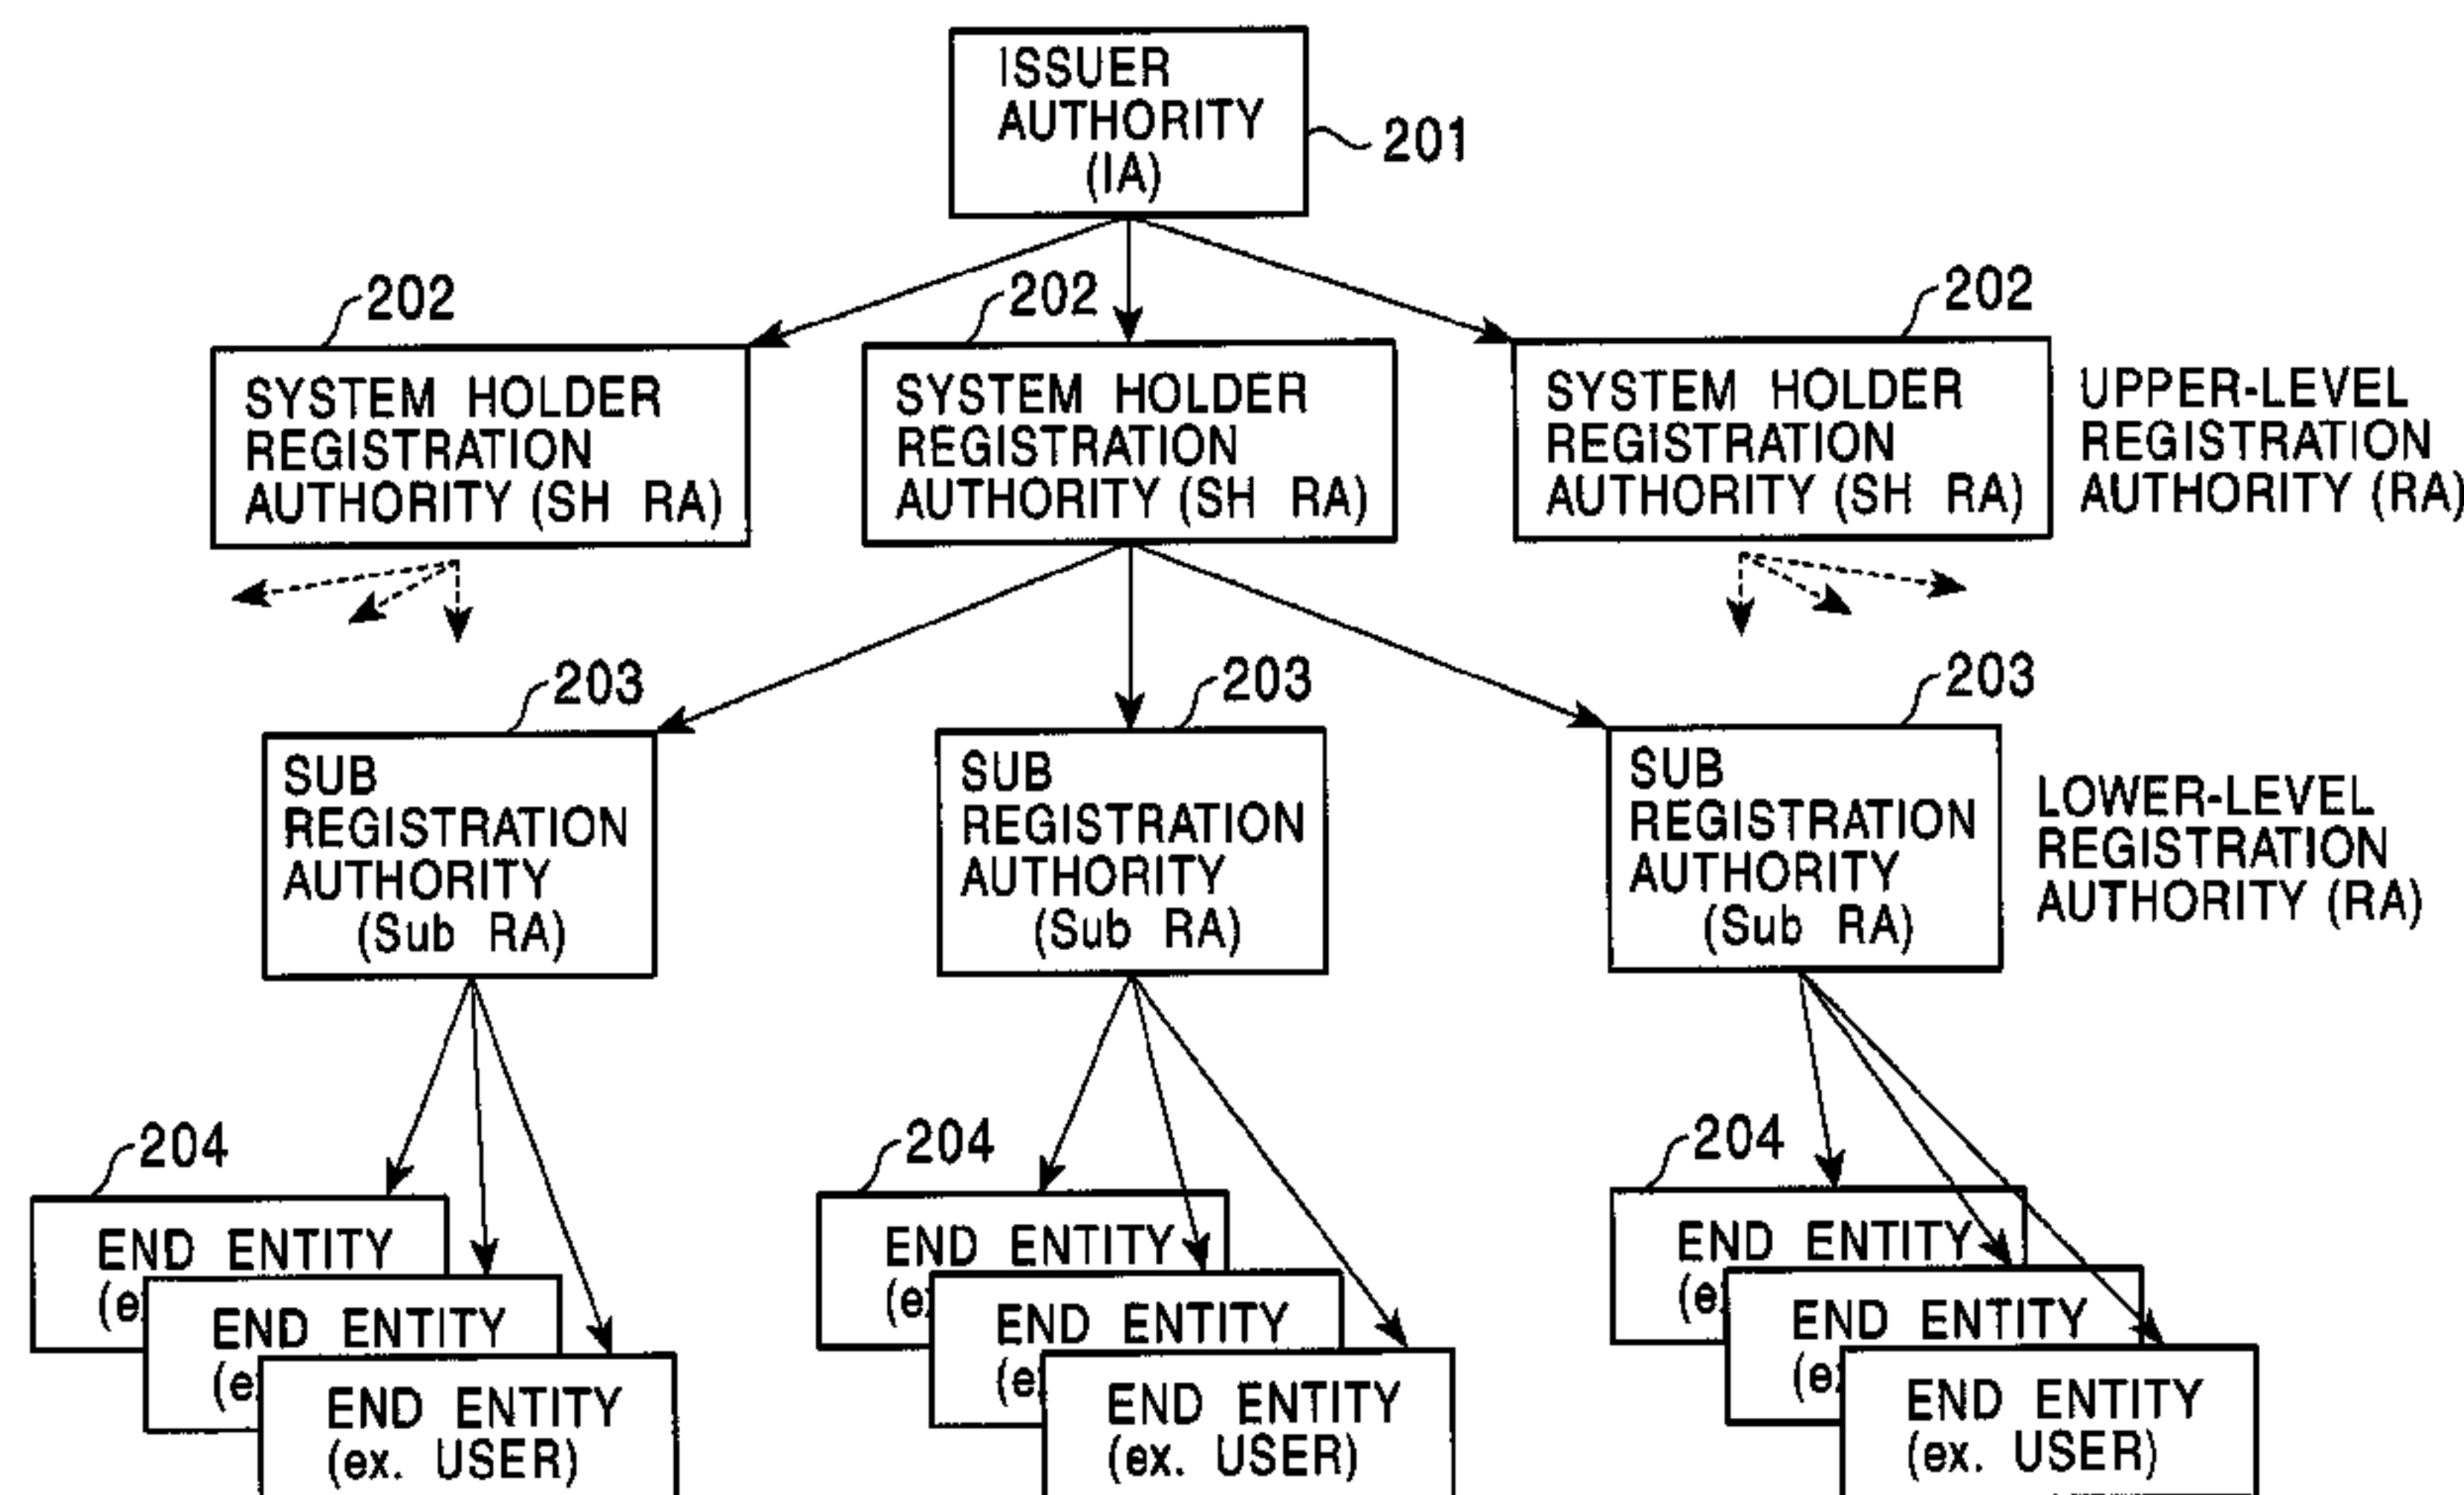 ISSUER
AUTHORITY
(IA)
201
202
202
202
SYSTEM HOLDER
REGISTRATION
AUTHORITY (SH RA)
SYSTEM HOLDER
REGISTRATION
AUTHORITY (SH RA)
SYSTEM HOLDER
REGISTRATION
AUTHORITY (SH RA)
UPPER-LEVEL
REGISTRATION
AUTHORITY (RA)
203
203
203
SUB
REGISTRATION
AUTHORITY
(Sub RA)
SUB
REGISTRATION
AUTHORITY
(Sub RA)
SUB
REGISTRATION
AUTHORITY
(Sub RA)
LOWER-LEVEL
REGISTRATION
AUTHORITY (RA)
204
END ENTITY
(e
END ENTITY
(e
END ENTITY
(ex. USER)
204
END ENTITY
(e
END ENTITY
(e
END ENTITY
(ex. USER)
204
END ENTITY
(e
END ENTITY
(e
END ENTITY
(ex. USER)